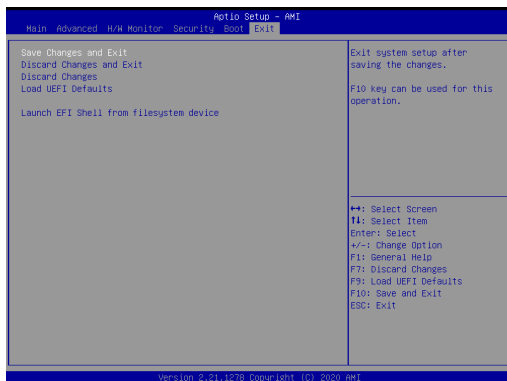 Aptio Setup - AMI
Main Advanced H/W Monitor Security Boot Exit
Save Changes and Exit
Discard Changes and Exit
Discard Changes
Load UEFI Defaults
Launch EFI Shell from filesystem device
Exit system setup after
saving the changes.
F10 key can be used for this
operation.
↔: Select Screen
↑↓: Select Item
Enter: Select
+/-: Change Option
F1: General Help
F7: Discard Changes
F9: Load UEFI Defaults
F10: Save and Exit
ESC: Exit
Version 2.21.1278 Copyright (C) 2020 AMI